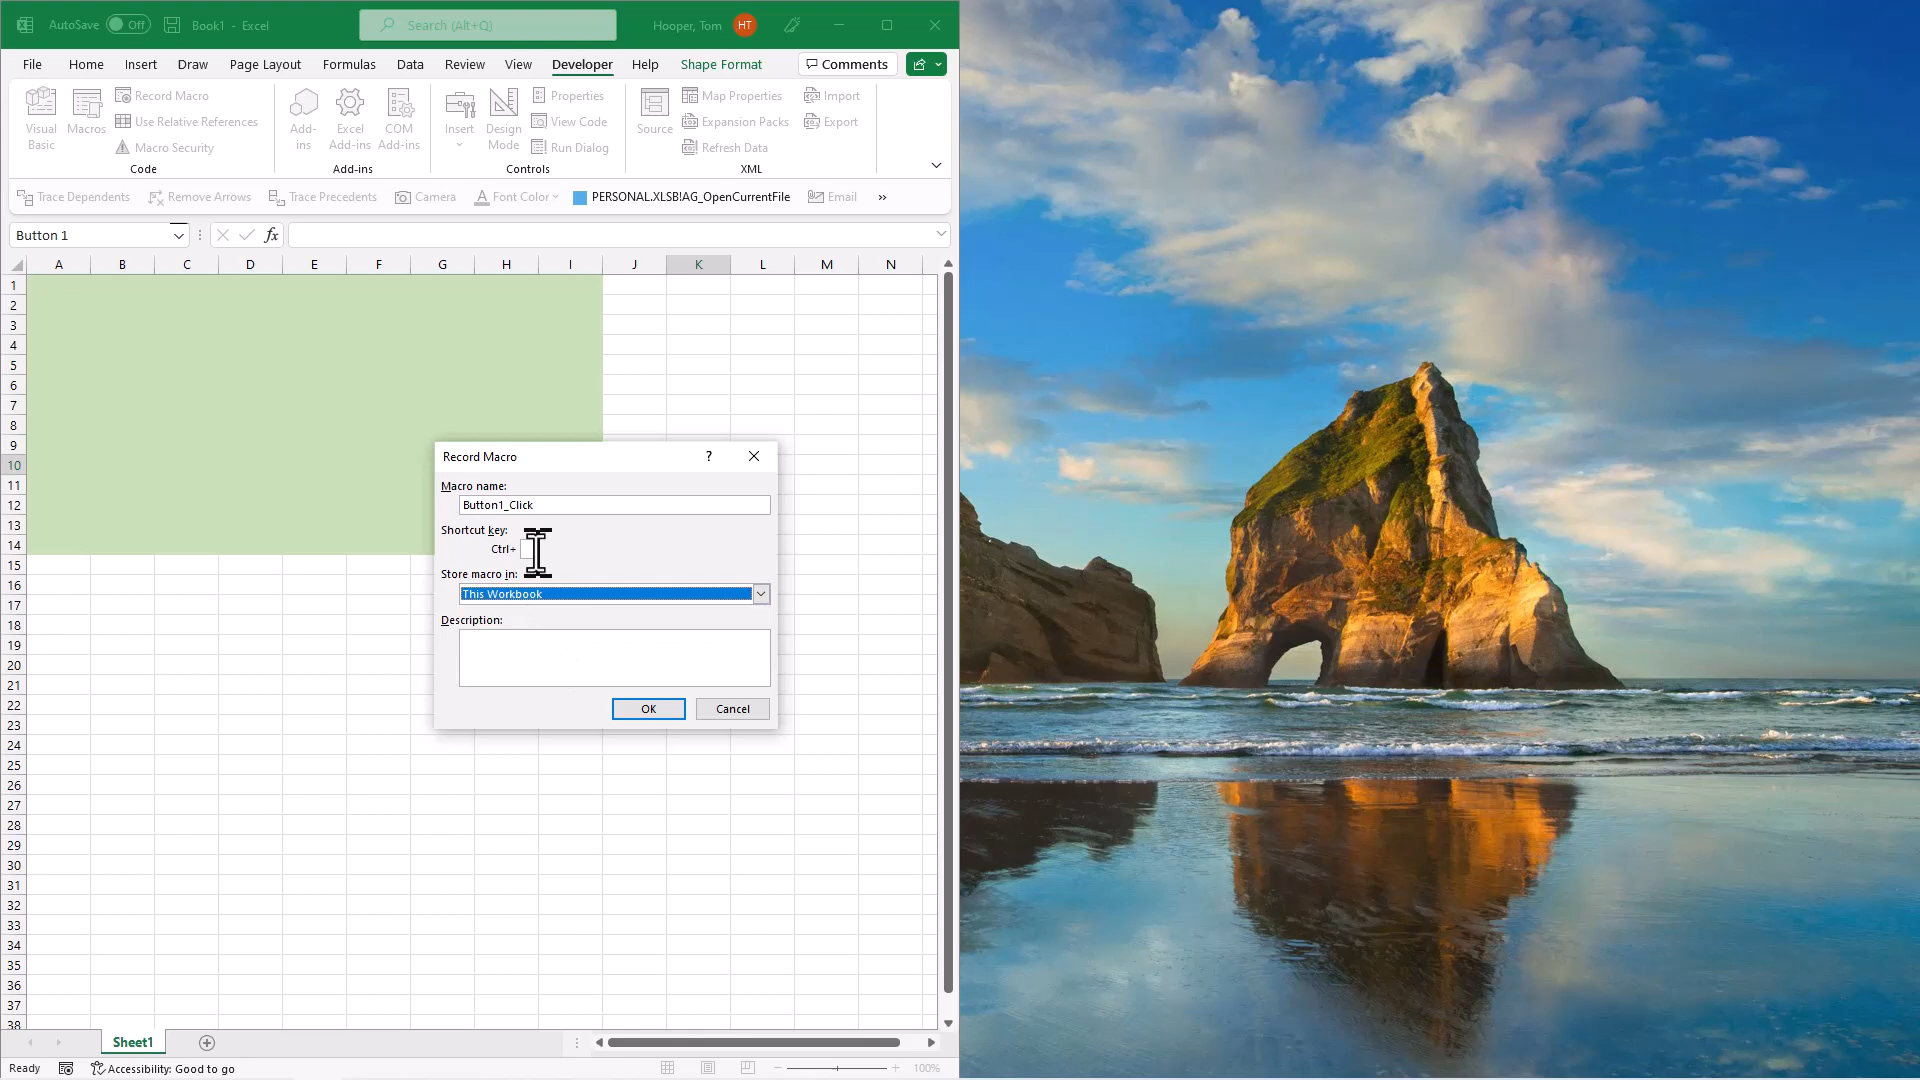 AutoSave Off Book1 - Excel Search (Alt+Q) Hooper, Tom HT
File Home Insert Draw Page Layout Formulas Data Review View Developer Help Shape Format Comments
Visual Basic
Macros
Record Macro
Use Relative References
Macro Security
Code
Add-ins
Excel Add-ins
COM Add-ins
Add-ins
Insert
Design Mode
Properties
View Code
Run Dialog
Controls
Source
Map Properties
Expansion Packs
Refresh Data
Import
Export
XML
Trace Dependents Remove Arrows Trace Precedents Camera Font Color PERSONAL.XLSB!AG_OpenCurrentFile Email »
Button 1 fx
A B C D E F G H I J K L M N
1
2
3
4
5
6
7
8
9
10
11
12
13
14
15
16
17
18
19
20
21
22
23
24
25
26
27
28
29
30
31
32
33
34
35
36
37
38
Record Macro ?
Macro name:
Button1_Click
Shortcut key:
Ctrl+
Store macro in:
This Workbook
Description:
OK Cancel
Sheet1
Ready Accessibility: Good to go 100%